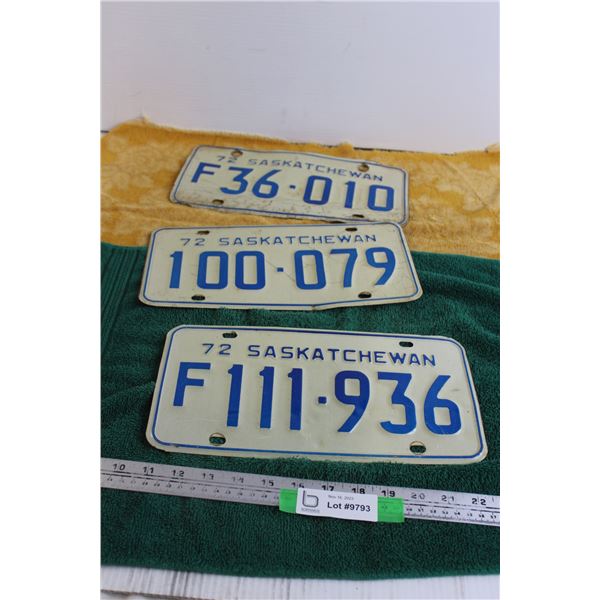 72 SASKATCHEWAN
F36-010
72 SASKATCHEWAN
100-079
72 SASKATCHEWAN
F111-936
10 11 12 13 14 15 16 17 18 19 20 21 22
b
Lot #9793